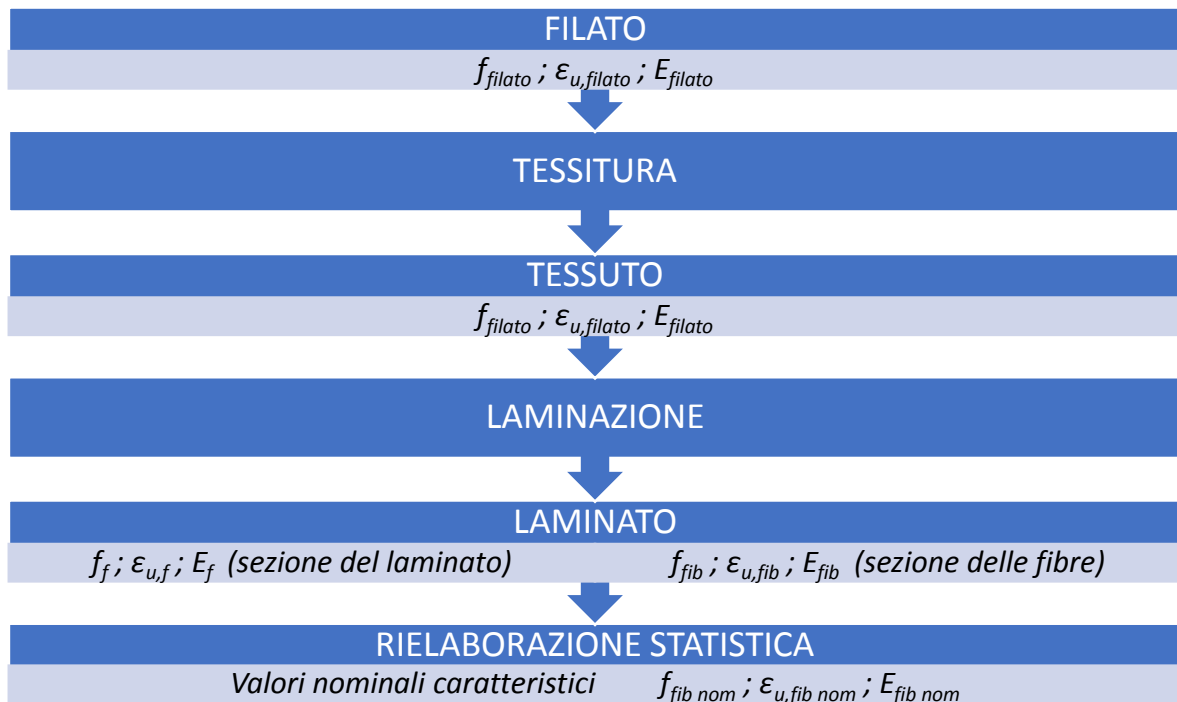 FILATO
f_filato ; ε_u,filato ; E_filato
TESSITURA
TESSUTO
f_filato ; ε_u,filato ; E_filato
LAMINAZIONE
LAMINATO
f_f ; ε_u,f ; E_f (sezione del laminato) f_fib ; ε_u,fib ; E_fib (sezione delle fibre)
RIELABORAZIONE STATISTICA
Valori nominali caratteristici f_fib nom ; ε_u,fib nom ; E_fib nom